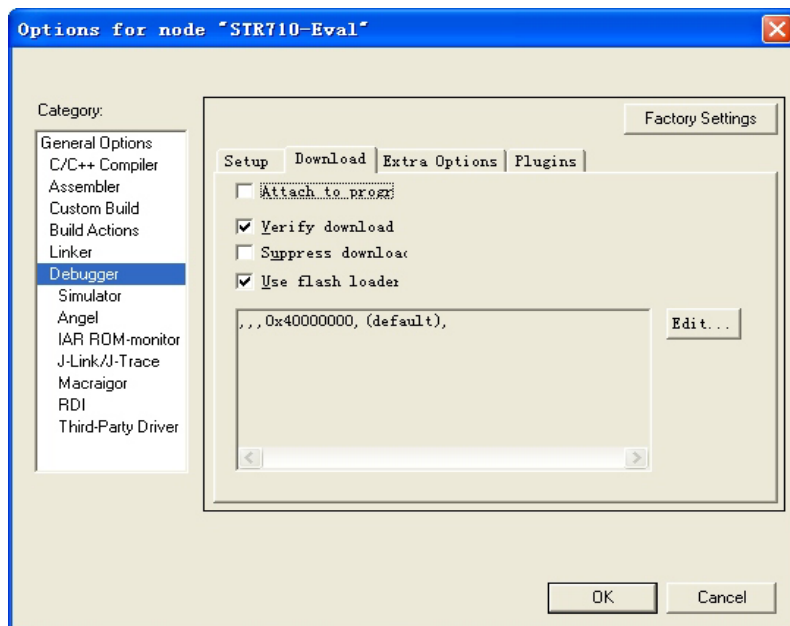 Options for node "STR710-Eval"
Category:
Factory Settings
General Options
C/C++ Compiler
Assembler
Custom Build
Build Actions
Linker
Debugger
Simulator
Angel
IAR ROM-monitor
J-Link/J-Trace
Macraigor
RDI
Third-Party Driver
Setup Download Extra Options Plugins
Attach to progr
Verify download
Suppress downloac
Use flash loader
,,,0x40000000, (default),
Edit...
OK Cancel